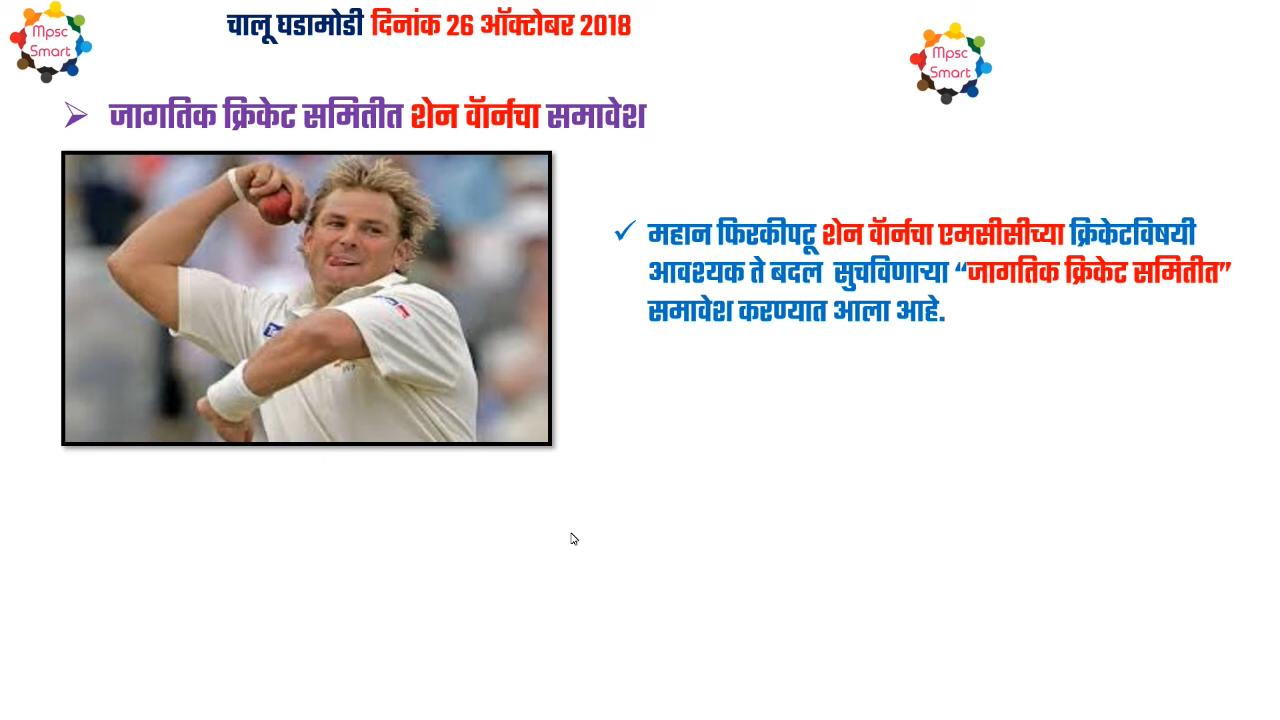 Mpsc
Smart
चालू घडामोडी दिनांक 26 ऑक्टोबर 2018
Mpsc
Smart
जागतिक क्रिकेट समितीत शेन वॅार्नचा समावेश
महान फिरकीपटू शेन वॅार्नचा एमसीसीच्या क्रिकेटविषयी
आवश्यक ते बदल सुचविणाऱ्या “जागतिक क्रिकेट समितीत”
समावेश करण्यात आला आहे.